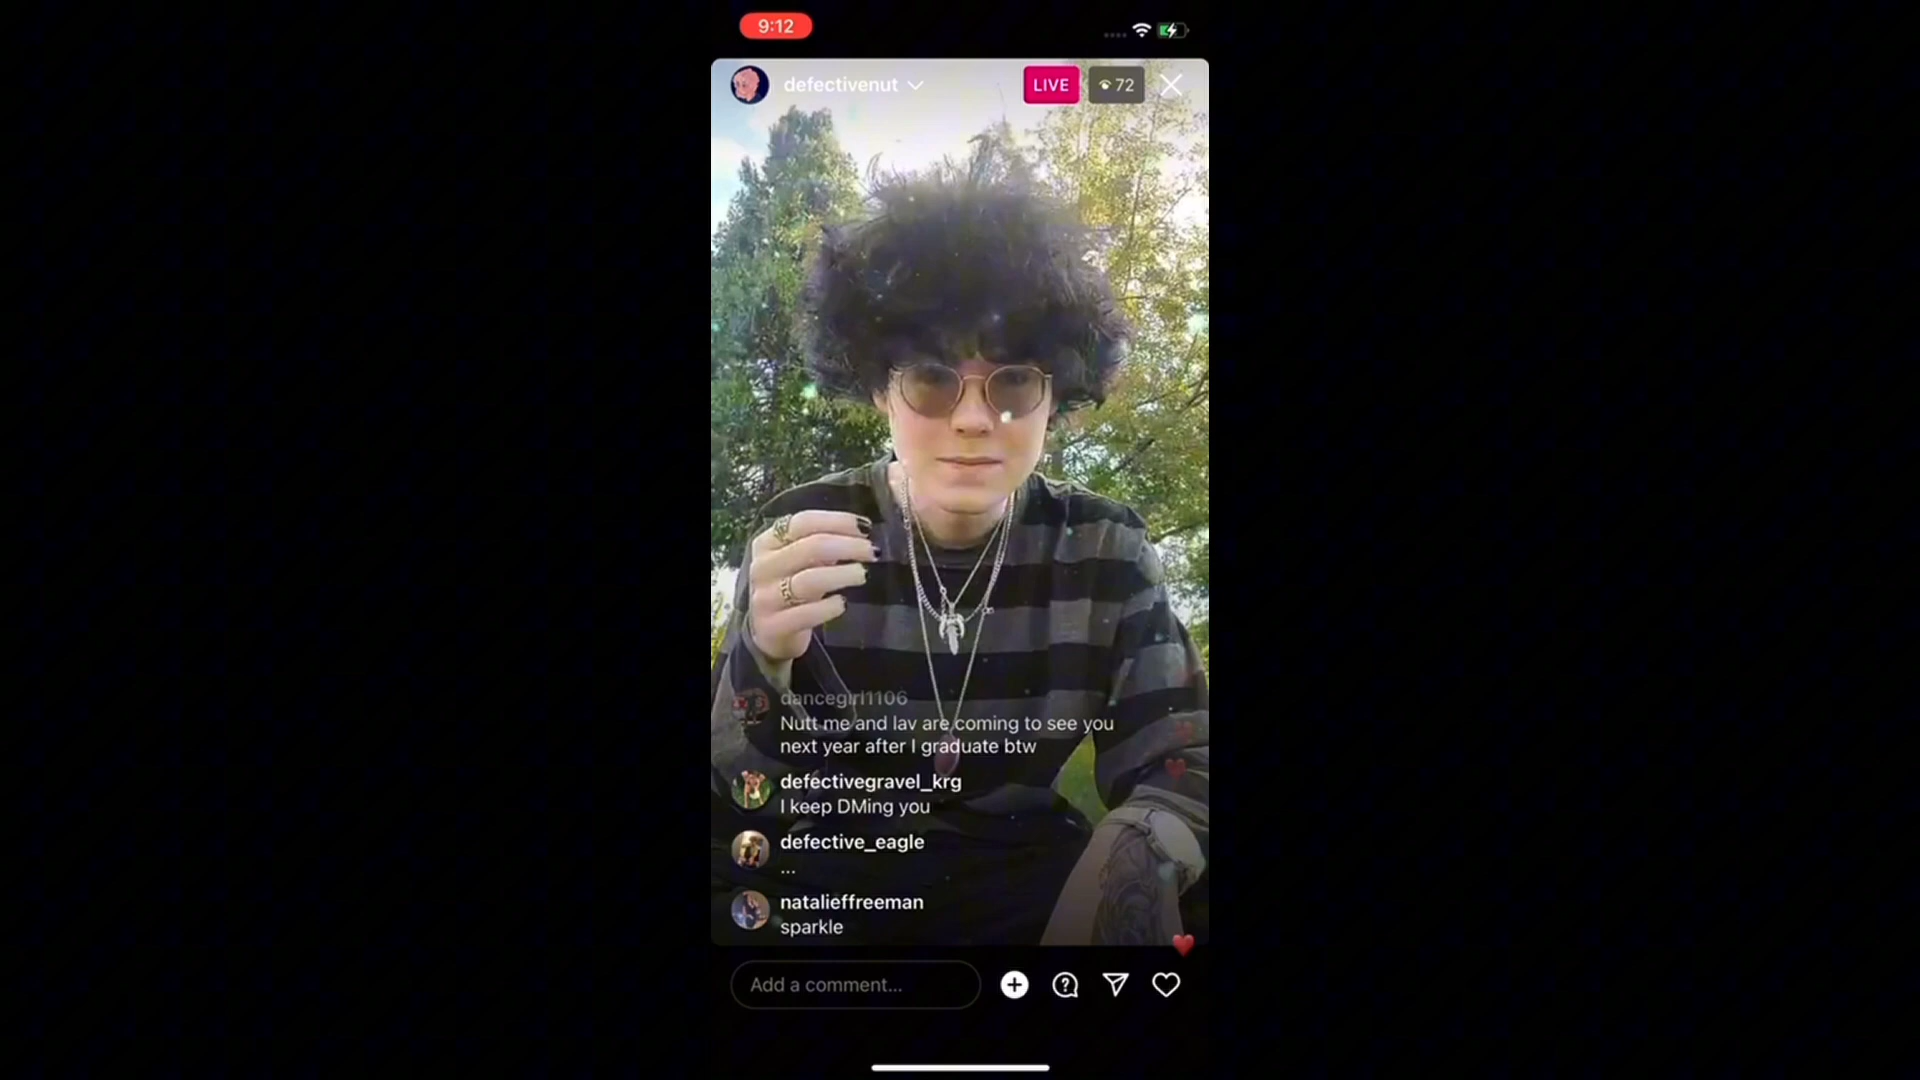 9:12
defectivenut
LIVE
72
dancegirl1106
Nutt me and lav are coming to see you
next year after I graduate btw
defectivegravel_krg
I keep DMing you
defective_eagle
...
natalieffreeman
sparkle
Add a comment...